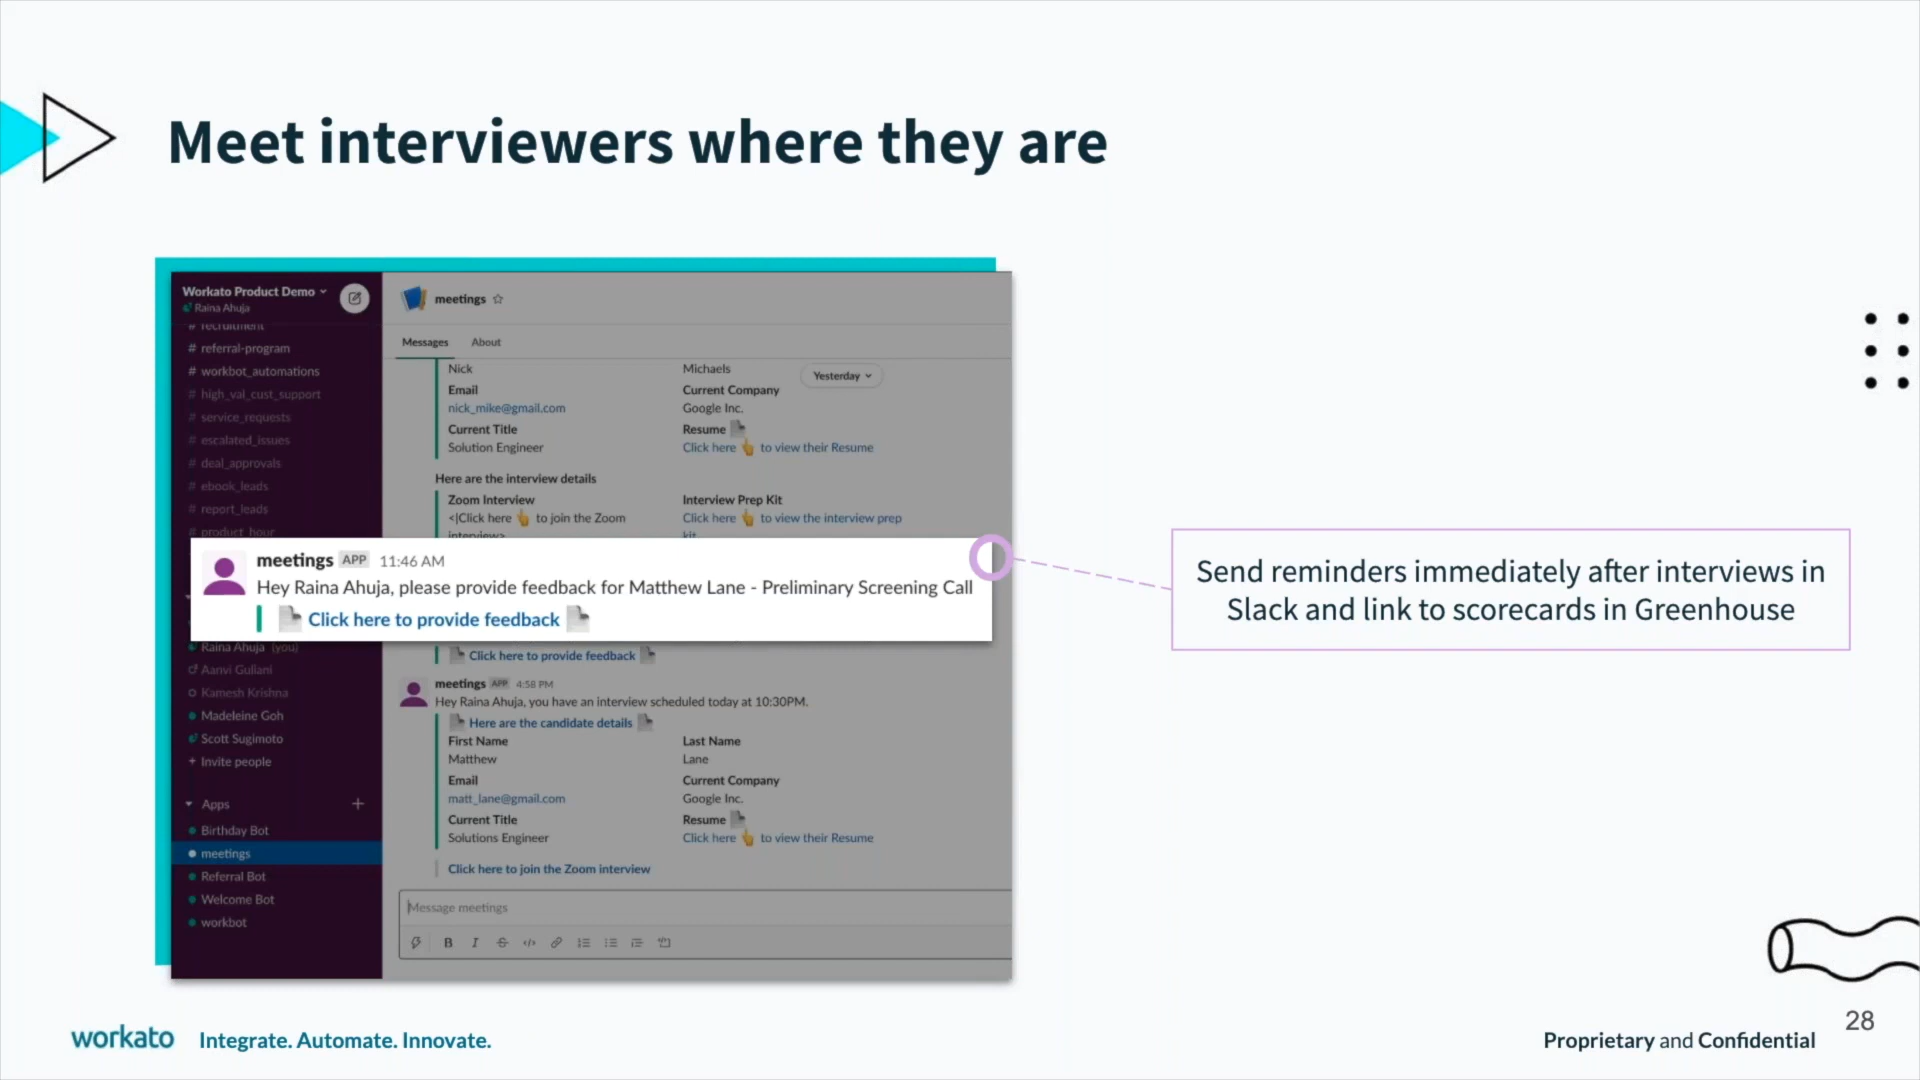 Meet interviewers where they are
Workato Product Demo
Raina Ahuja
# recruitment
# referral-program
# workbot_automations
# high_val_cust_support
# service_requests
# escalated_issues
# deal_approvals
# ebook_leads
# report_leads
# product_hour
Raina Ahuja (you)
Aanvi Guliani
Kamesh Krishna
Madeleine Goh
Scott Sugimoto
+ Invite people
Apps +
Birthday Bot
meetings
Referral Bot
Welcome Bot
workbot
meetings
Messages About
Yesterday
Nick Michaels
Email Current Company
nick_mike@gmail.com Google Inc.
Current Title Resume
Solution Engineer Click here to view their Resume
Here are the interview details
Zoom Interview Interview Prep Kit
<|Click here to join the Zoom Click here to view the interview prep
interview> kit
meetings APP 11:46 AM
Hey Raina Ahuja, please provide feedback for Matthew Lane - Preliminary Screening Call
Click here to provide feedback
Click here to provide feedback
meetings APP 4:58 PM
Hey Raina Ahuja, you have an interview scheduled today at 10:30PM.
Here are the candidate details
First Name Last Name
Matthew Lane
Email Current Company
matt_lane@gmail.com Google Inc.
Current Title Resume
Solutions Engineer Click here to view their Resume
Click here to join the Zoom interview
Message meetings
Send reminders immediately after interviews in
Slack and link to scorecards in Greenhouse
workato Integrate. Automate. Innovate.
Proprietary and Confidential
28